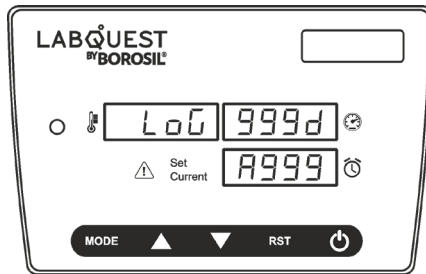 LABQUEST
BY BOROSIL®
LoG 999d
Set A999
Current
MODE RST